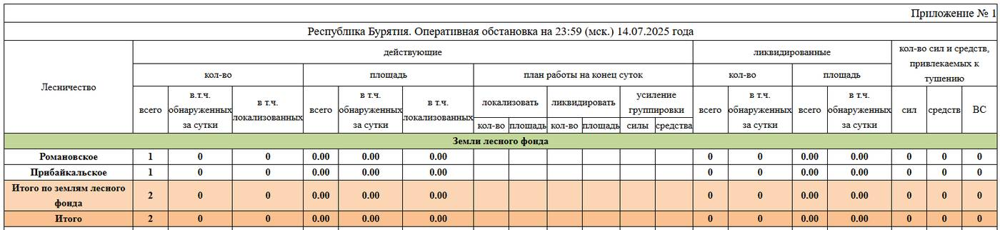 Приложение № 1
Республика Бурятия. Оперативная обстановка на 23:59 (мск.) 14.07.2025 года
Лесничество
действующие
ликвидированные
кол-во сил и средств,
привлекаемых к
тушению
кол-во
площадь
план работы на конец суток
кол-во
площадь
всего
в.т.ч.
обнаруженных
за сутки
в т.ч.
локализованных
всего
в т.ч.
обнаруженных
за сутки
в т.ч.
локализованных
локализовать
ликвидировать
усиление
группировки
всего
в т.ч.
обнаруженных
за сутки
всего
в т.ч.
обнаруженных
за сутки
сил
средств
ВС
кол-во площадь кол-во площадь силы средства
Земли лесного фонда
Романовское 1 0 0 0.00 0.00 0.00 0 0 0.00 0.00 0 0 0
Прибайкальское 1 0 0 0.00 0.00 0.00 0 0 0.00 0.00 0 0 0
Итого по землям лесного
фонда
2 0 0 0.00 0.00 0.00 0 0 0.00 0.00 0 0 0
Итого 2 0 0 0.00 0.00 0.00 0 0 0.00 0.00 0 0 0